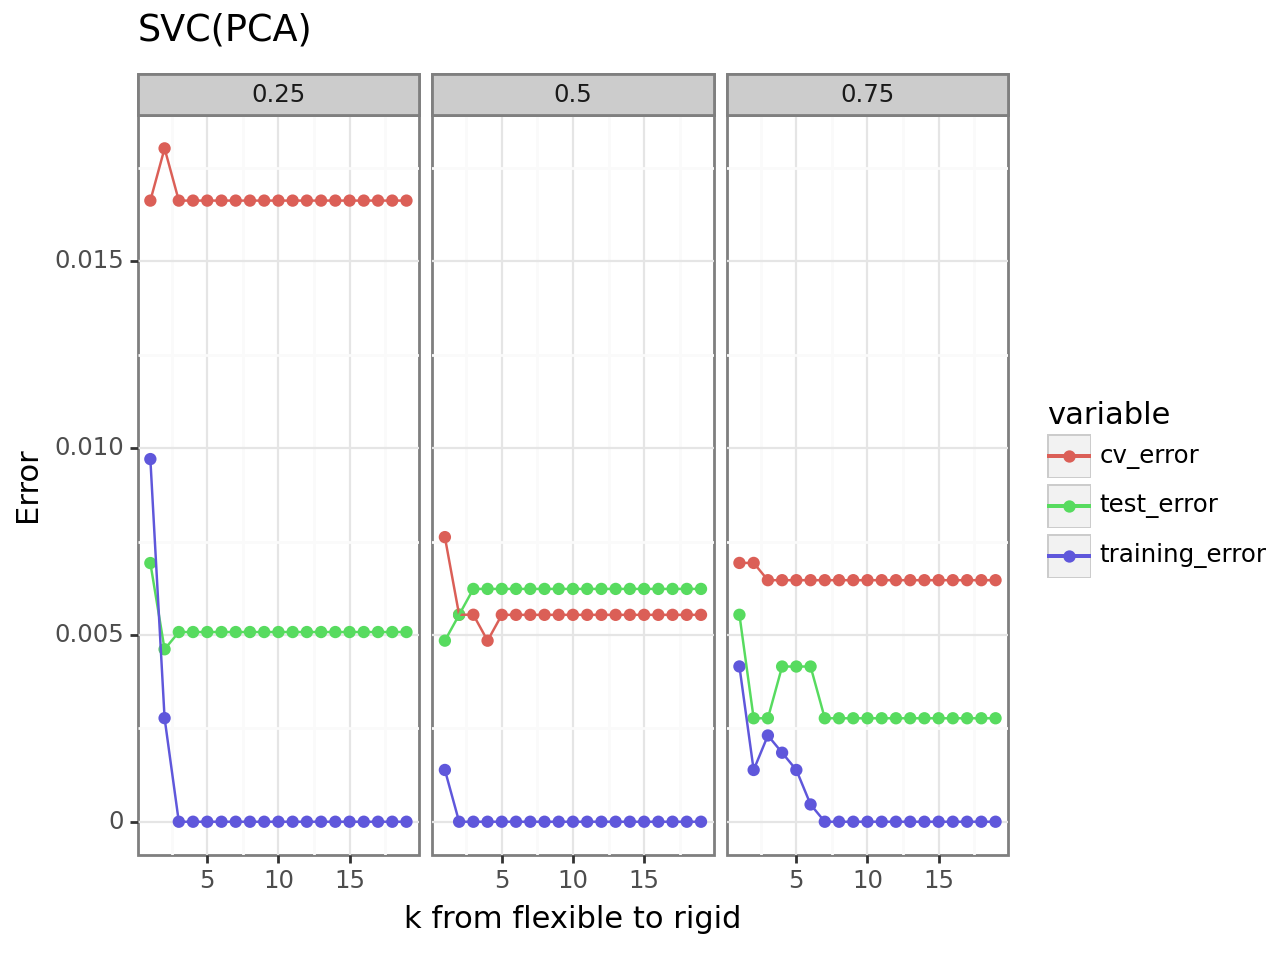 SVC(PCA)
0.25 0.5 0.75
0.015
0.010
0.005
0
Error
5 10 15 5 10 15 5 10 15
k from flexible to rigid
variable
cv_error
test_error
training_error